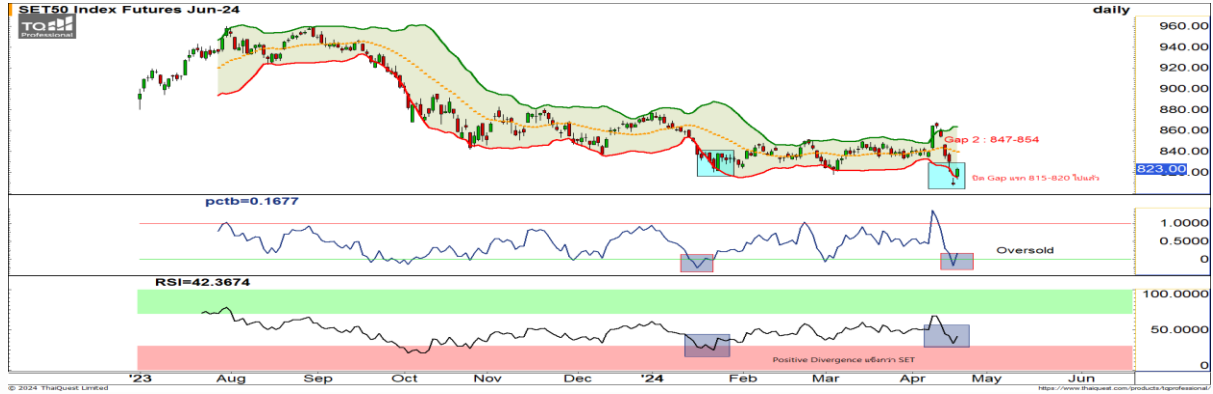 SET50 Index Futures Jun-24
daily
TQ
Professional
960.00
940.00
920.00
900.00
880.00
860.00
Gap 2 : 847-854
840.00
823.00
820.00
ปิด Gap แรก 815-820 ไปแล้ว
pctb=0.1677
1.0000
0.5000
Oversold
0
RSI=42.3674
100.0000
50.0000
Positive Divergence แข็งกว่า SET
0
'23 Aug Sep Oct Nov Dec '24 Feb Mar Apr May Jun
© 2024 ThaiQuest Limited
https://www.thaiquest.com/products/tqprofessional/